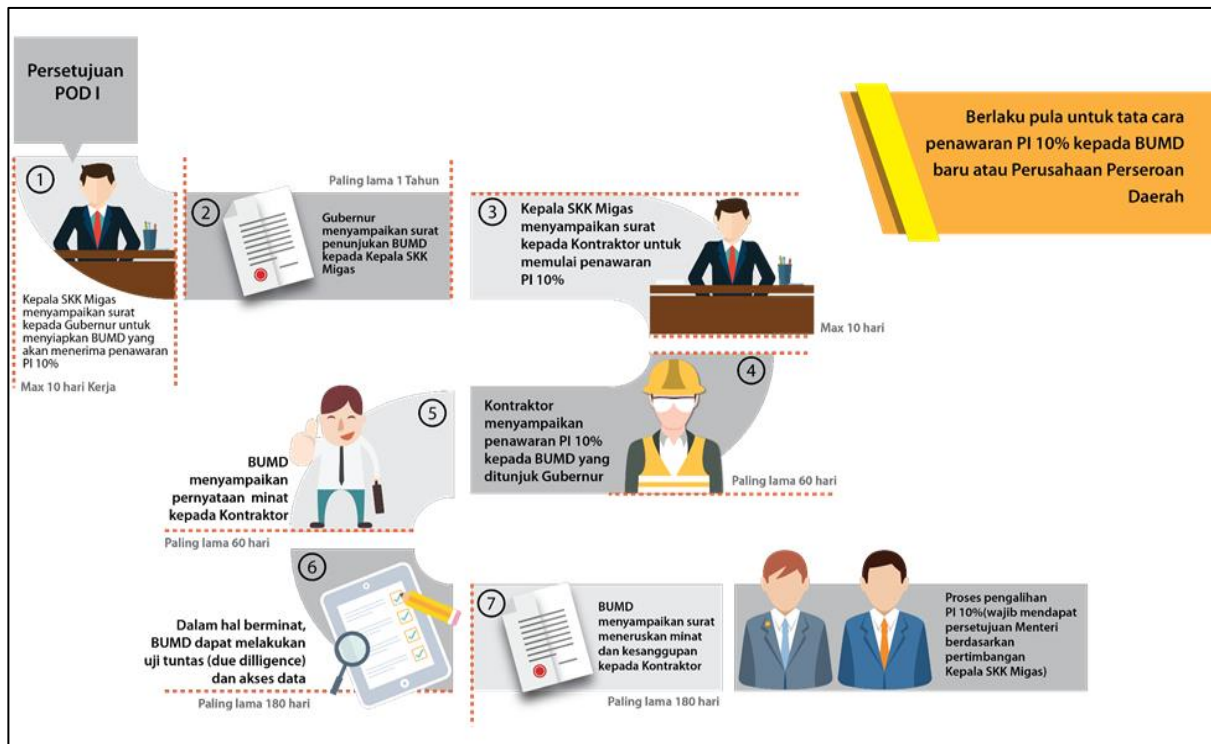 Persetujuan
POD I
1
Kepala SKK Migas
menyampaikan surat
kepada Gubernur untuk
menyiapkan BUMD yang
akan menerima penawaran
PI 10%
Max 10 hari Kerja
Paling lama 1 Tahun
2
Gubernur
menyampaikan surat
penunjukan BUMD
kepada Kepala SKK
Migas
3
Kepala SKK Migas
menyampaikan surat
kepada Kontraktor untuk
memulai penawaran
PI 10%
Max 10 hari
Berlaku pula untuk tata cara
penawaran PI 10% kepada BUMD
baru atau Perusahaan Perseroan
Daerah
4
Kontraktor
menyampaikan
penawaran PI 10%
kepada BUMD yang
ditunjuk Gubernur
Paling lama 60 hari
5
BUMD
menyampaikan
pernyataan minat
kepada Kontraktor
Paling lama 60 hari
6
Dalam hal berminat,
BUMD dapat melakukan
uji tuntas (due dilligence)
dan akses data
Paling lama 180 hari
7
BUMD
menyampaikan surat
meneruskan minat
dan kesanggupan
kepada Kontraktor
Paling lama 180 hari
Proses pengalihan
PI 10%(wajib mendapat
persetujuan Menteri
berdasarkan
pertimbangan
Kepala SKK Migas)